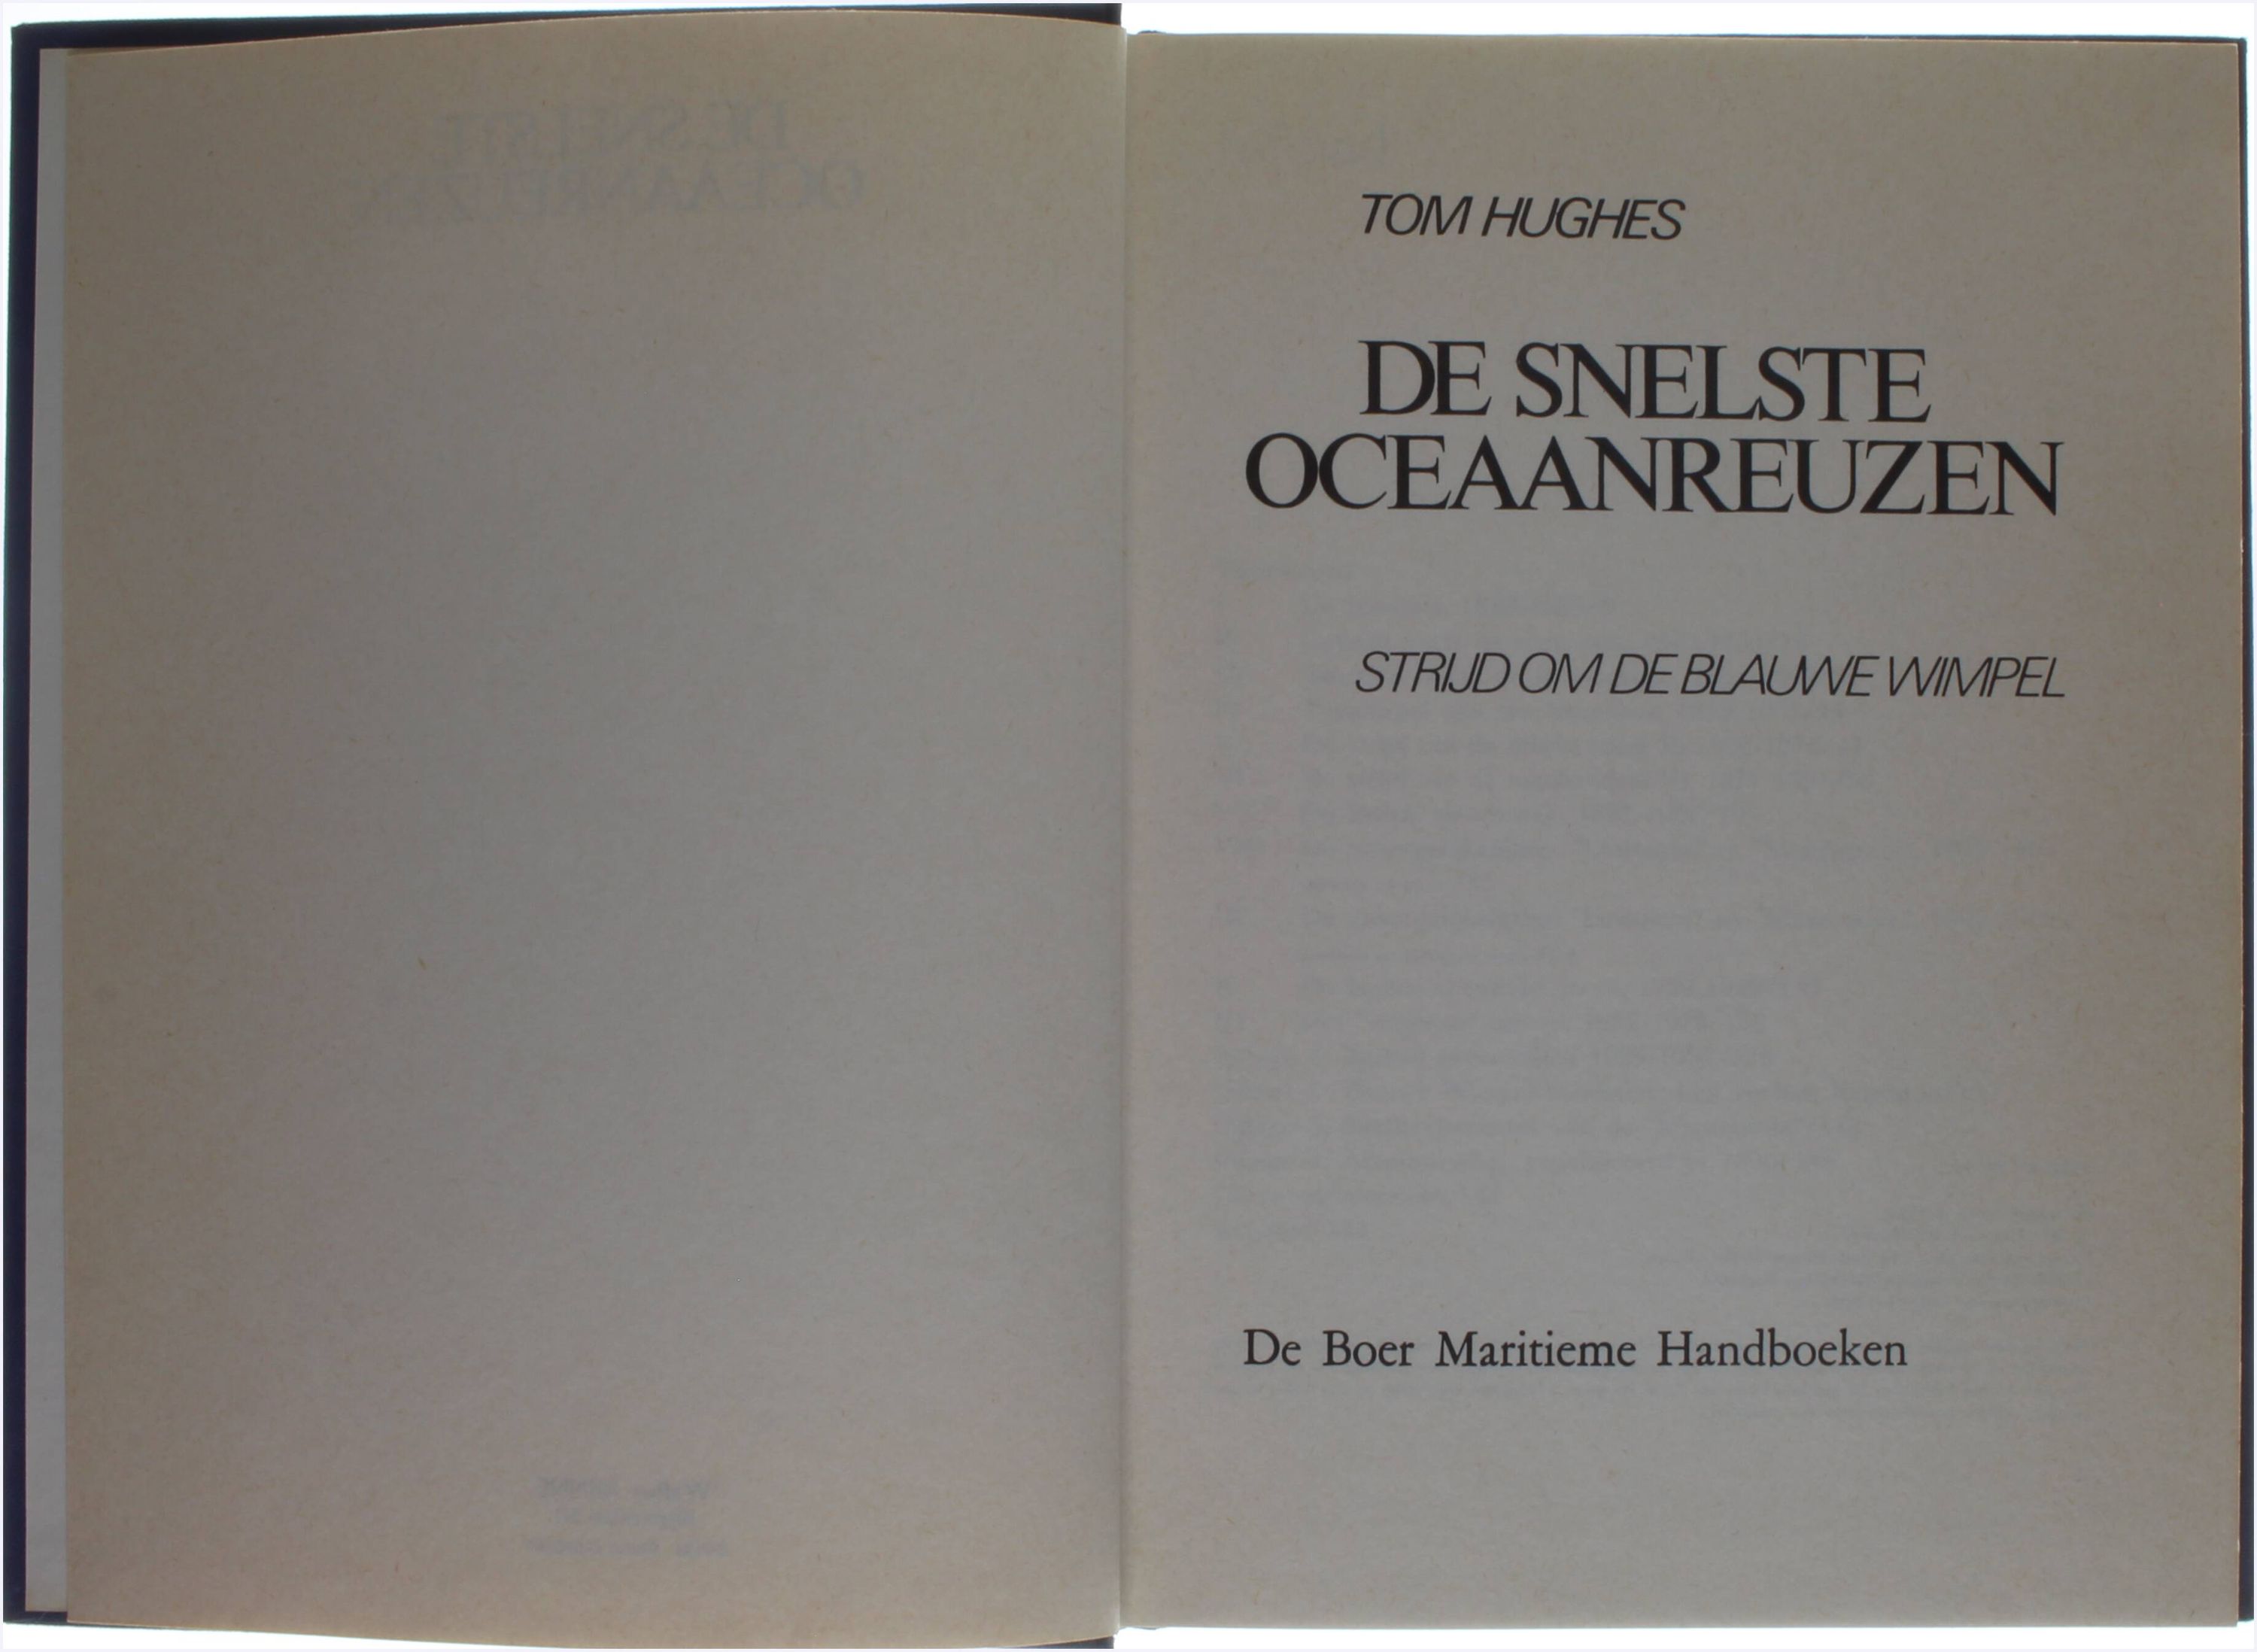 TOM HUGHES
DE SNELSTE
OCEAANREUZEN
STRIJD OM DE BLAUWE WIMPEL
De Boer Maritieme Handboeken